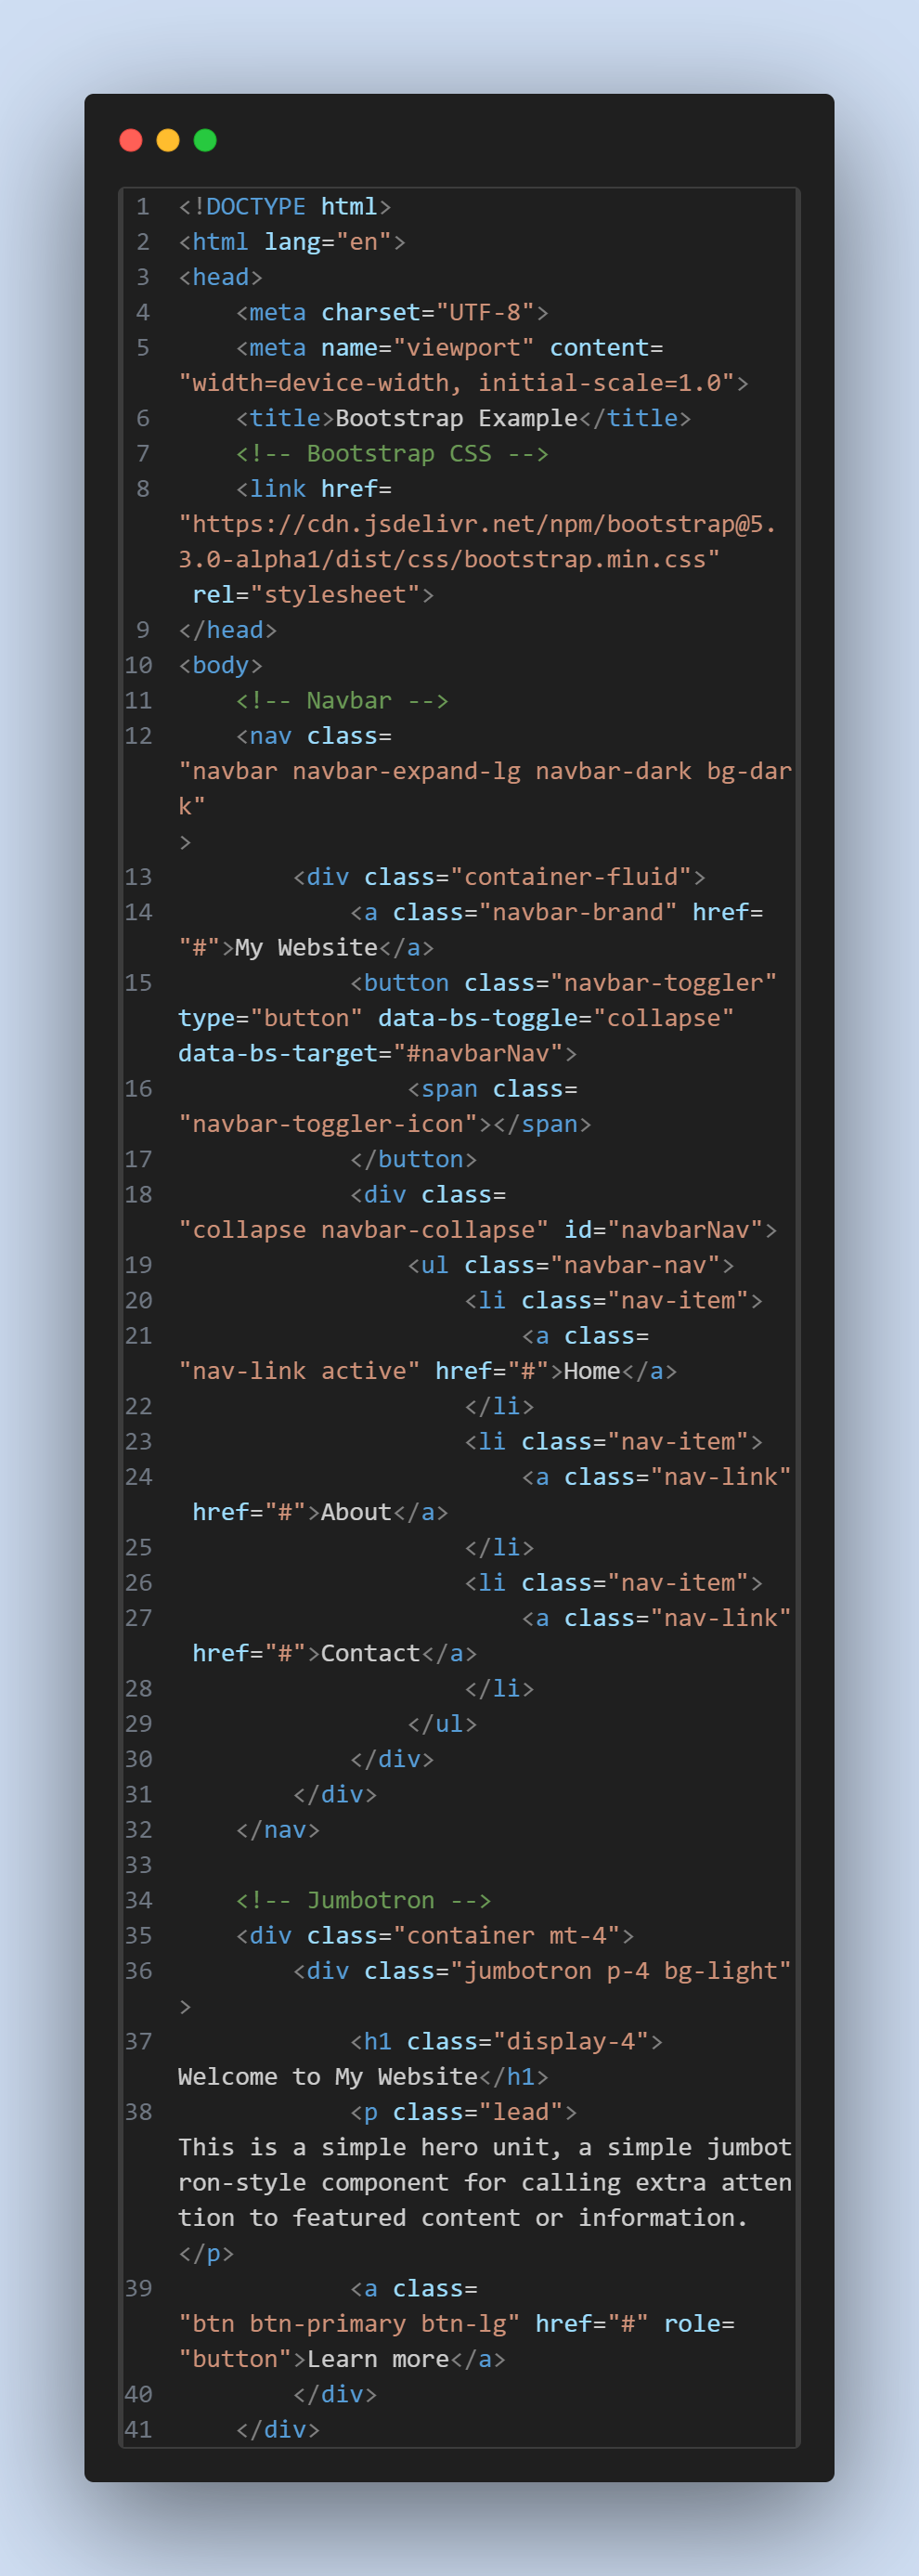 1 <!DOCTYPE html>
2 <html lang="en">
3 <head>
4     <meta charset="UTF-8">
5     <meta name="viewport" content=
"width=device-width, initial-scale=1.0">
6     <title>Bootstrap Example</title>
7     <!-- Bootstrap CSS -->
8     <link href=
"https://cdn.jsdelivr.net/npm/bootstrap@5.
3.0-alpha1/dist/css/bootstrap.min.css"
 rel="stylesheet">
9 </head>
10 <body>
11     <!-- Navbar -->
12     <nav class=
"navbar navbar-expand-lg navbar-dark bg-dar
k"
>
13         <div class="container-fluid">
14             <a class="navbar-brand" href=
"#">My Website</a>
15             <button class="navbar-toggler"
type="button" data-bs-toggle="collapse"
data-bs-target="#navbarNav">
16                 <span class=
"navbar-toggler-icon"></span>
17             </button>
18             <div class=
"collapse navbar-collapse" id="navbarNav">
19                 <ul class="navbar-nav">
20                     <li class="nav-item">
21                         <a class=
"nav-link active" href="#">Home</a>
22                     </li>
23                     <li class="nav-item">
24                         <a class="nav-link"
 href="#">About</a>
25                     </li>
26                     <li class="nav-item">
27                         <a class="nav-link"
 href="#">Contact</a>
28                     </li>
29                 </ul>
30             </div>
31         </div>
32     </nav>
33
34     <!-- Jumbotron -->
35     <div class="container mt-4">
36         <div class="jumbotron p-4 bg-light"
>
37             <h1 class="display-4">
Welcome to My Website</h1>
38             <p class="lead">
This is a simple hero unit, a simple jumbot
ron-style component for calling extra atten
tion to featured content or information.
</p>
39             <a class=
"btn btn-primary btn-lg" href="#" role=
"button">Learn more</a>
40         </div>
41     </div>